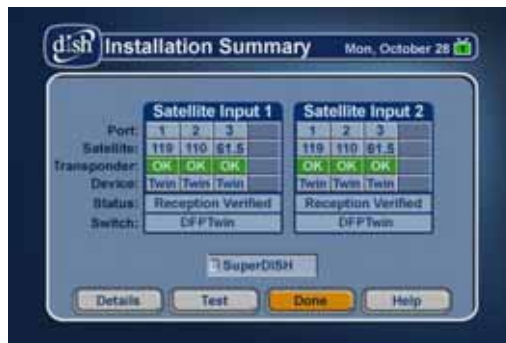 dish Installation Summary Mon, October 28
Satellite Input 1 Satellite Input 2
Port: 1 2 3 1 2 3
Satellite: 119 110 61.5 119 110 61.5
Transponder: OK OK OK OK OK OK
Device: Twin Twin Twin Twin Twin Twin
Status: Reception Verified Reception Verified
Switch: DFPTwin DFPTwin
SuperDISH
Details Test Done Help